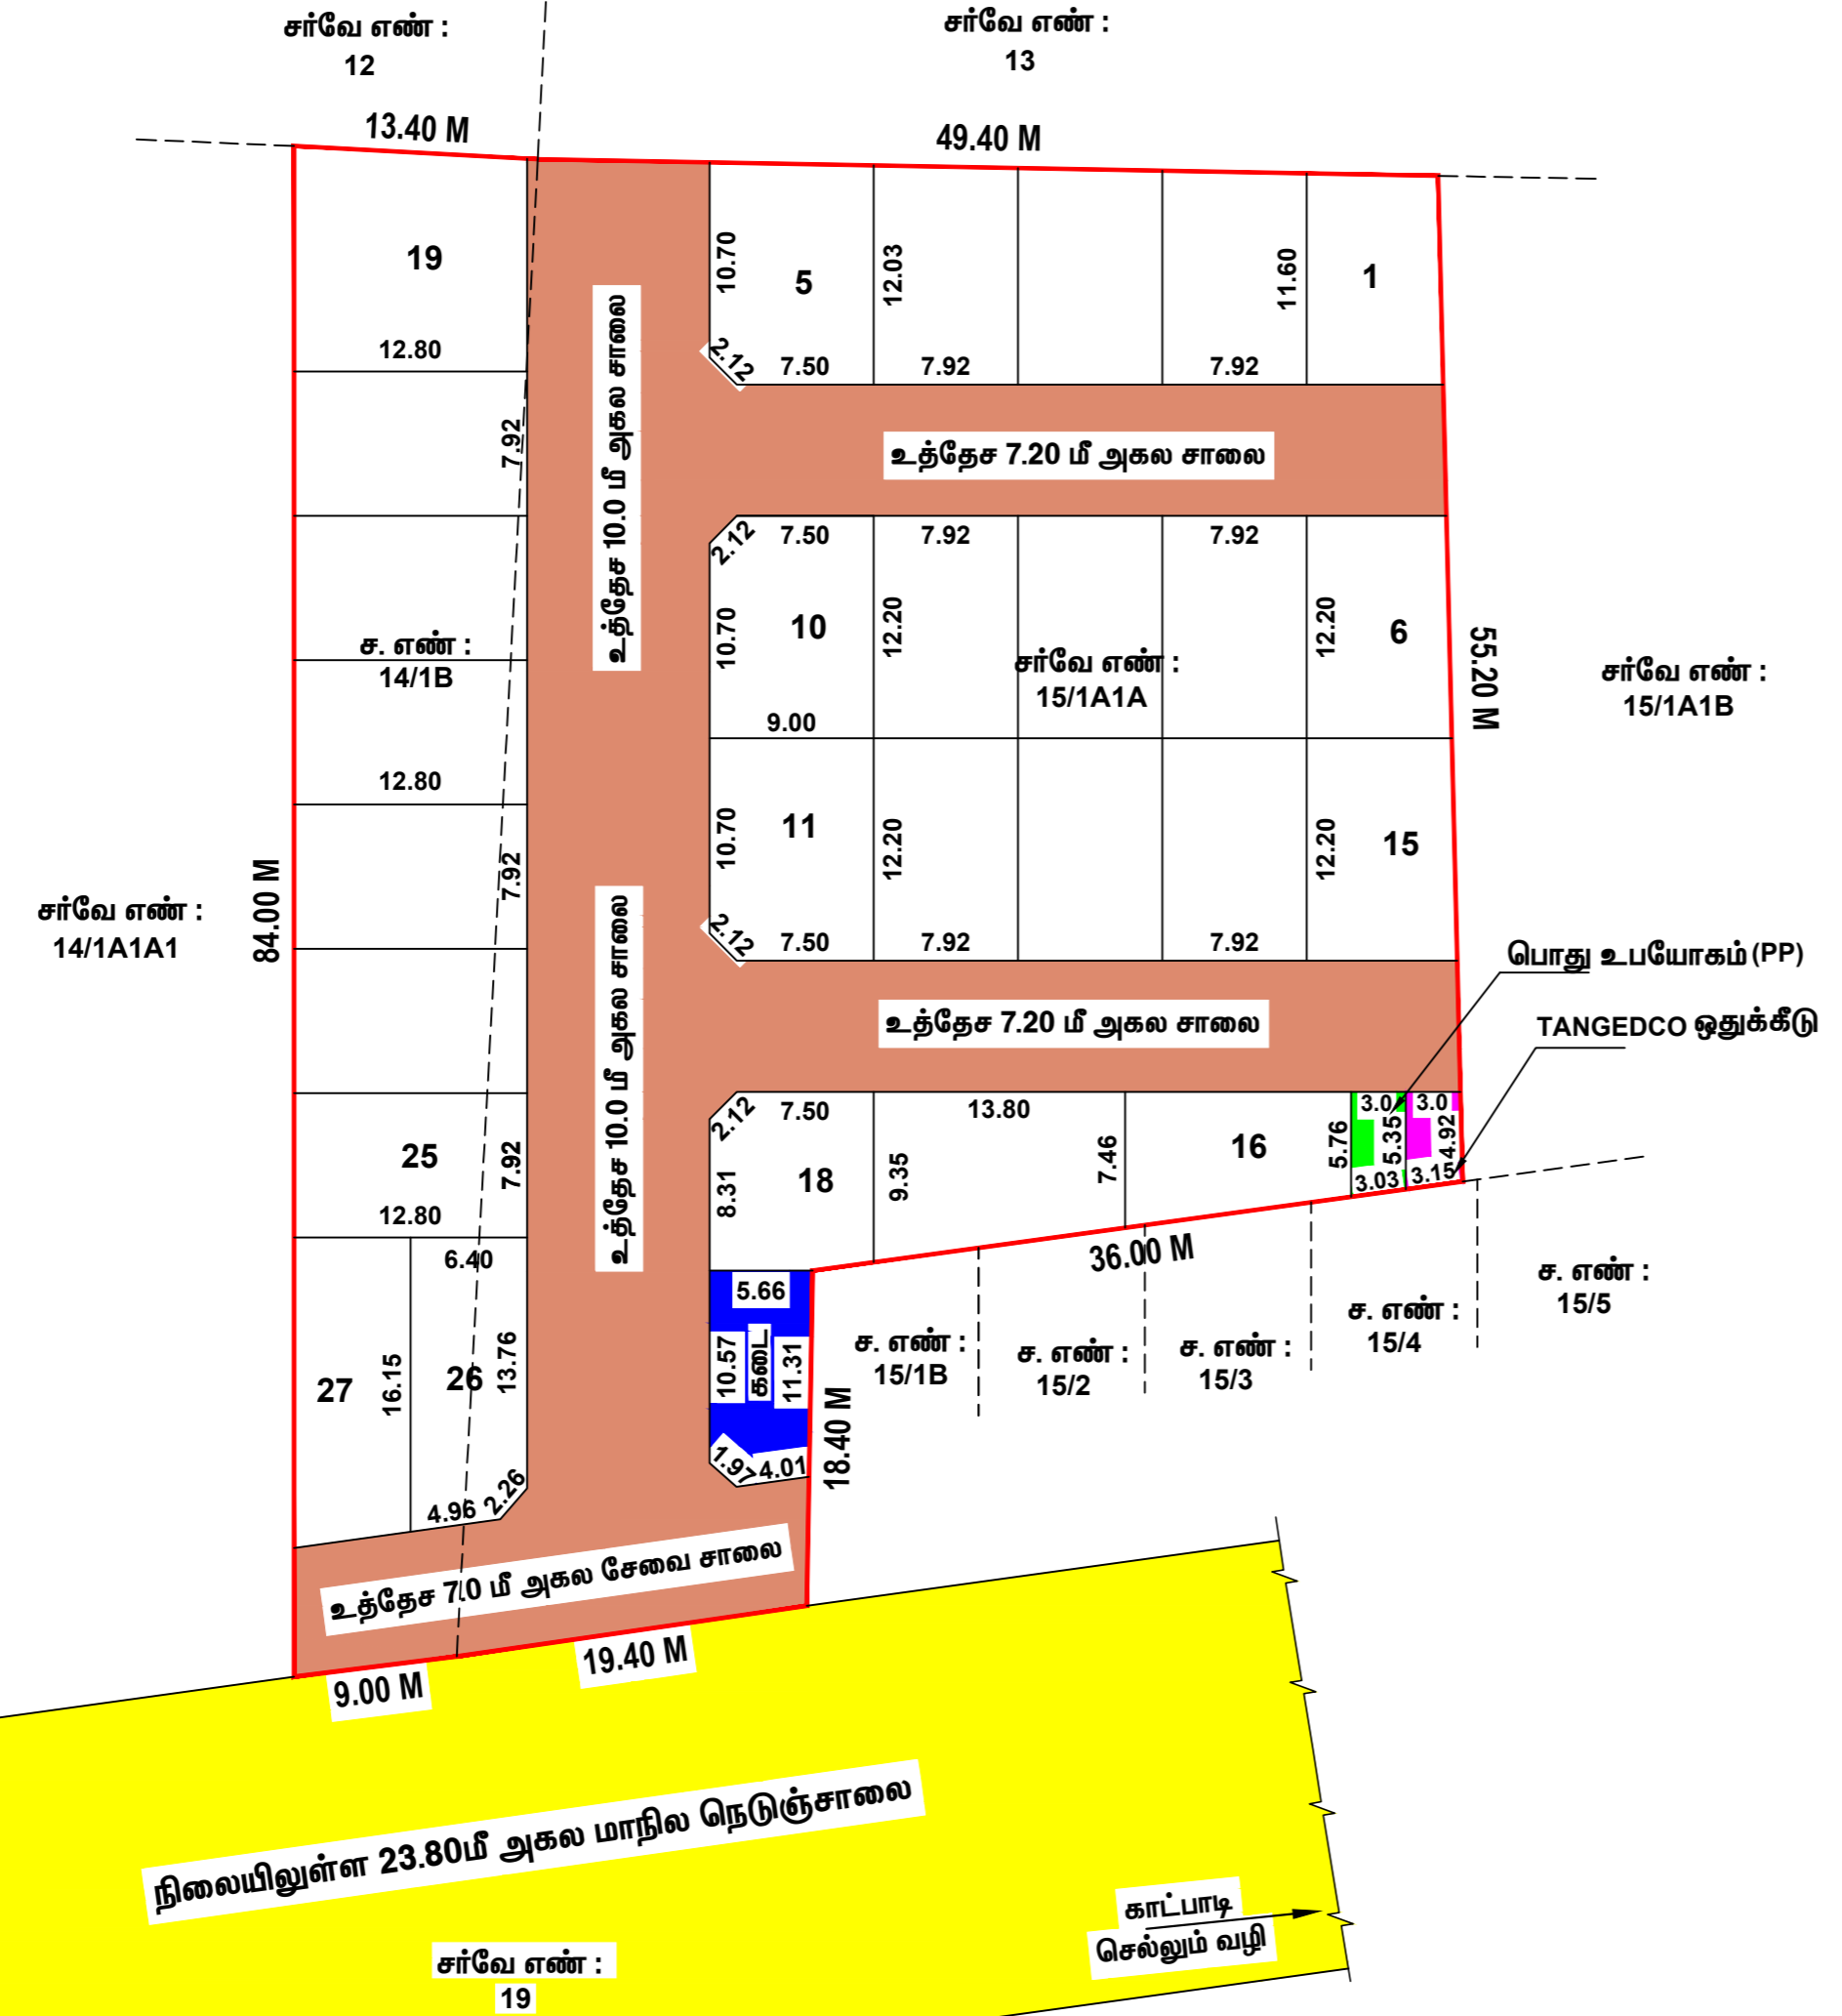 சர்வே எண் :
12
சர்வே எண் :
13
13.40 M
49.40 M
19
12.80
10.70
5
12.03
11.60
1
2.12
7.50
7.92
7.92
உத்தேச 10.0 மீ அகல சாலை
7.92
உத்தேச 7.20 மீ அகல சாலை
2.12
7.50
7.92
7.92
10.70
10
12.20
12.20
6
55.20 M
ச. எண் :
14/1B
சர்வே எண் :
15/1A1A
சர்வே எண் :
15/1A1B
9.00
12.80
10.70
11
12.20
12.20
15
7.92
84.00 M
சர்வே எண் :
14/1A1A1
உத்தேச 10.0 மீ அகல சாலை
2.12
7.50
7.92
7.92
பொது உபயோகம் (PP)
உத்தேச 7.20 மீ அகல சாலை
TANGEDCO ஒதுக்கீடு
2.12
7.50
13.80
3.0
3.0
25
7.92
12.80
8.31
18
9.35
7.46
16
5.76
5.35
4.92
3.03
3.15
6.40
36.00 M
5.66
10.57
கடை
11.31
18.40 M
ச. எண் :
15/1B
ச. எண் :
15/2
ச. எண் :
15/3
ச. எண் :
15/4
ச. எண் :
15/5
27
16.15
26
13.76
1.97
4.01
4.96
2.26
உத்தேச 7.0 மீ அகல சேவை சாலை
9.00 M
19.40 M
நிலையிலுள்ள 23.80மீ அகல மாநில நெடுஞ்சாலை
காட்பாடி
செல்லும் வழி
சர்வே எண் :
19